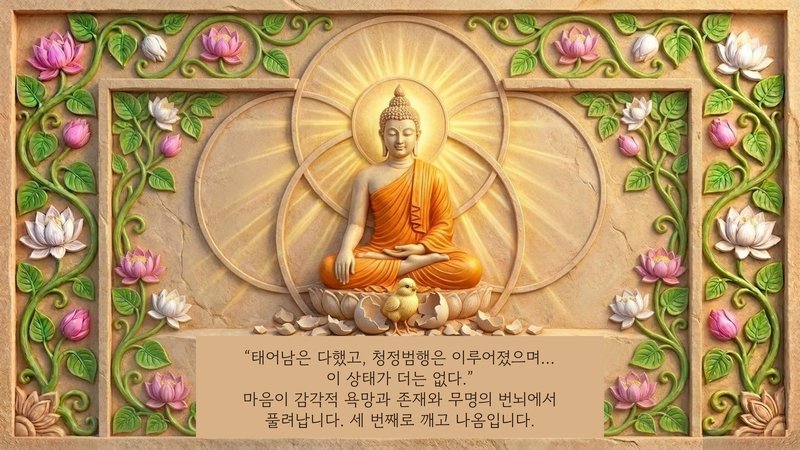 “태어남은 다했고, 청정범행은 이루어졌으며...
이 상태가 더는 없다.”
마음이 감각적 욕망과 존재와 무명의 번뇌에서
풀려납니다. 세 번째로 깨고 나옴입니다.